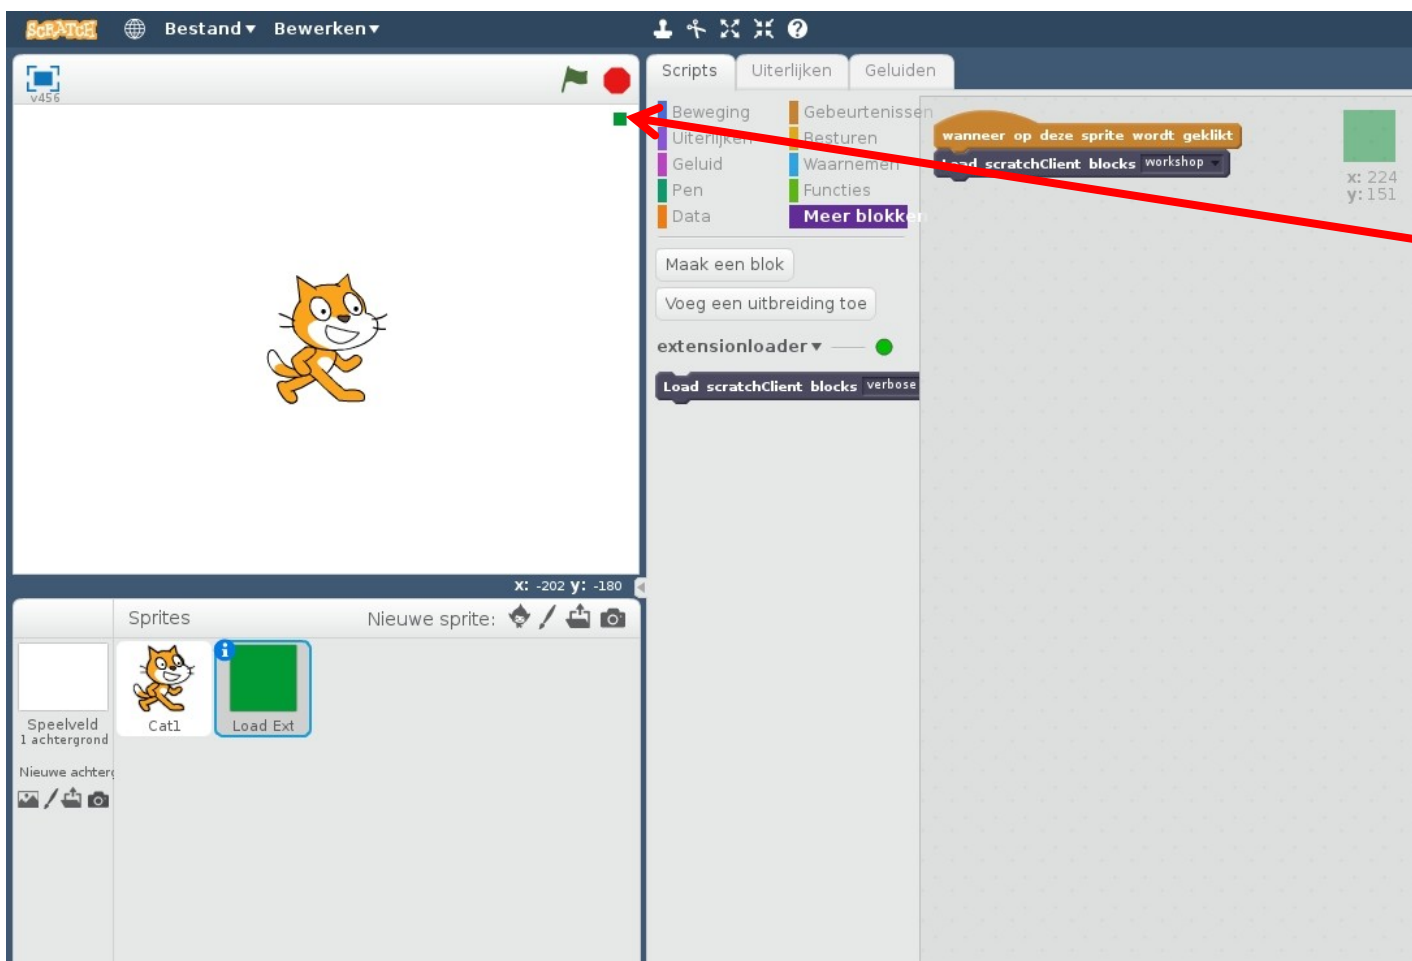 SCRATCH Bestand▾ Bewerken▾
v456
Scripts Uiterlijken Geluiden
Beweging Gebeurtenissen
Uiterlijken Besturen
Geluid Waarnemen
Pen Functies
Data Meer blokken
Maak een blok
Voeg een uitbreiding toe
extensionloader▾
Load scratchClient blocks verbose
wanneer op deze sprite wordt geklikt
Load scratchClient blocks workshop
x: 224
y: 151
X: -202 y: -180
Sprites Nieuwe sprite:
Speelveld
1 achtergrond
Cat1
Load Ext
Nieuwe achterg